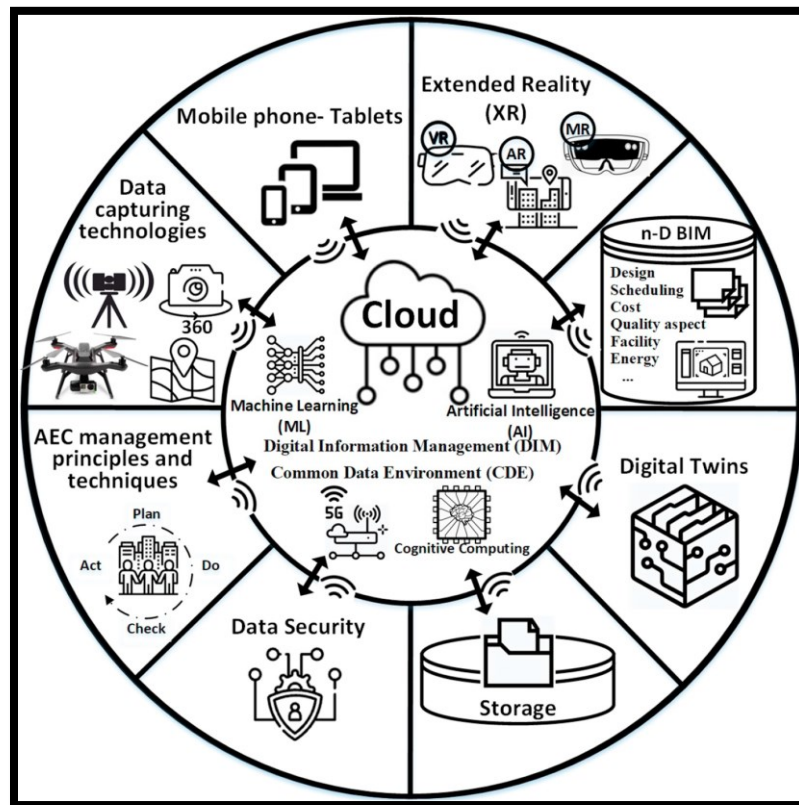 Mobile phone- Tablets
Extended Reality
(XR)
VR
AR
MR
n-D BIM
Design
Scheduling
Cost
Quality aspect
Facility
Energy
...
Digital Twins
Storage
Data Security
AEC management
principles and
techniques
Plan
Do
Check
Act
Data
capturing
technologies
360
Cloud
Machine Learning
(ML)
Artificial Intelligence
(AI)
Digital Information Management (DIM)
Common Data Environment (CDE)
5G
Cognitive Computing